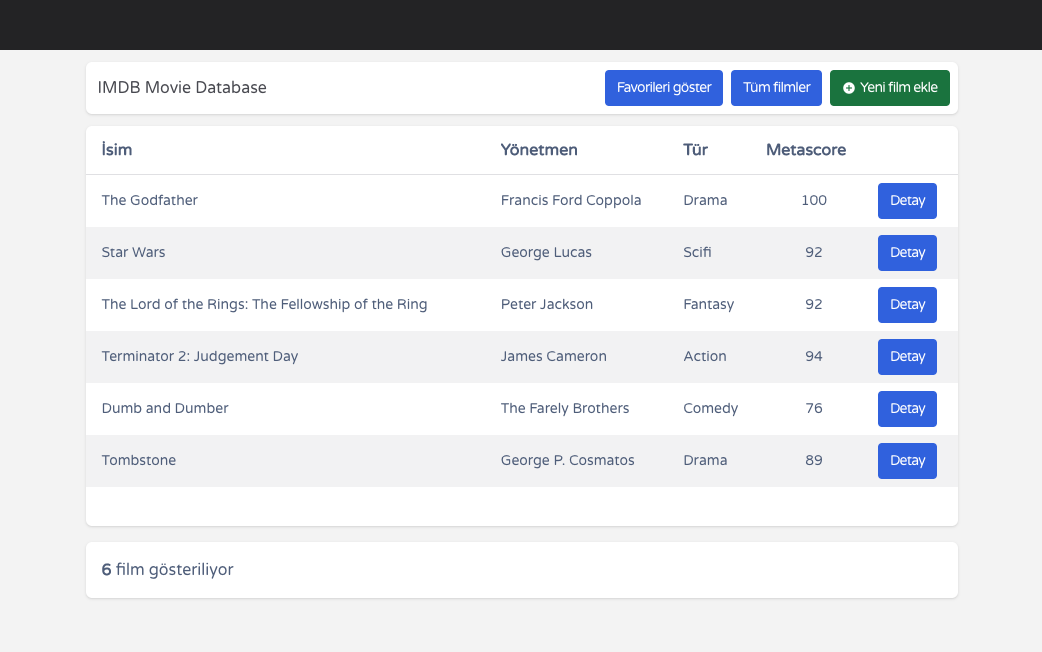 IMDB Movie Database Favorileri göster Tüm filmler Yeni film ekle
İsim Yönetmen Tür Metascore
The Godfather Francis Ford Coppola Drama 100 Detay
Star Wars George Lucas Scifi 92 Detay
The Lord of the Rings: The Fellowship of the Ring Peter Jackson Fantasy 92 Detay
Terminator 2: Judgement Day James Cameron Action 94 Detay
Dumb and Dumber The Farely Brothers Comedy 76 Detay
Tombstone George P. Cosmatos Drama 89 Detay
6 film gösteriliyor